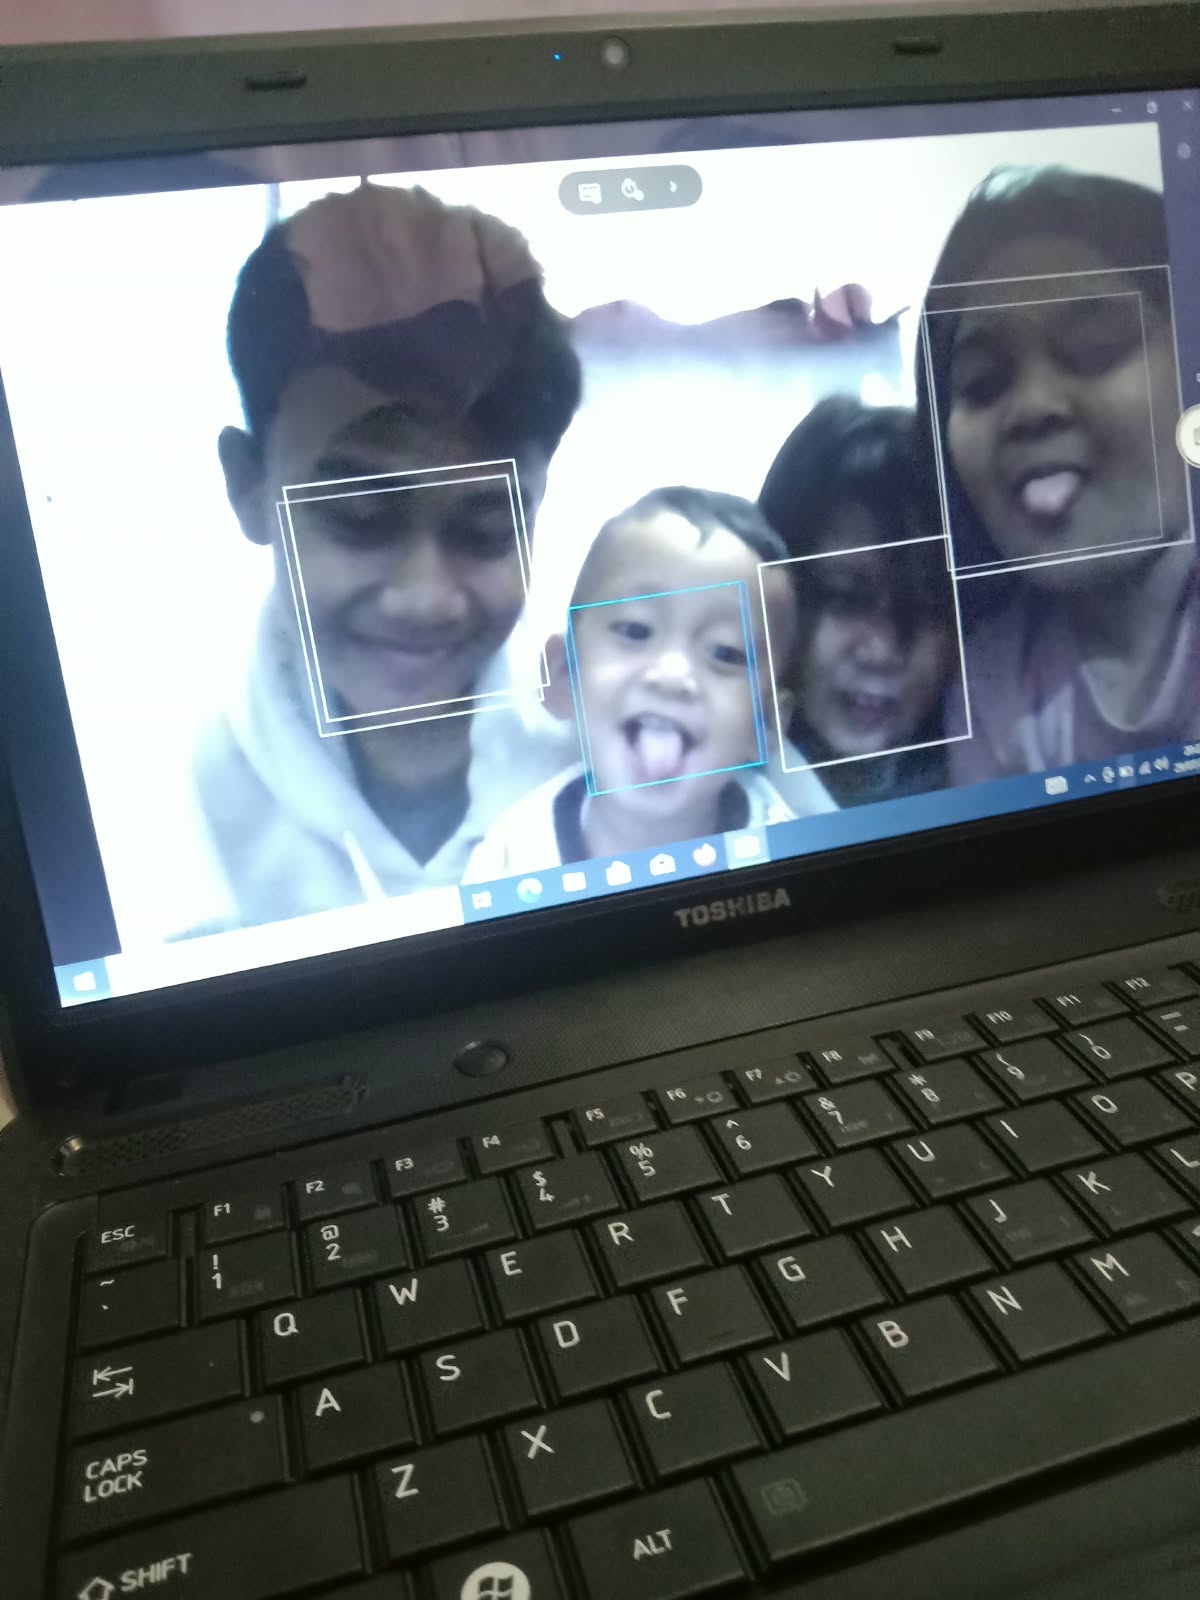 TOSHIBA
ESC F1 F2 F3 F4 F5 F6 F7 F8 F9 F10 F11 F12
~ ! 1 @ 2 # 3 $ 4 % 5 ^ 6 & 7 * 8 ( 9 ) 0
Q W E R T Y U I O P
CAPS LOCK A S D F G H J K L
SHIFT Z X C V B N M
ALT